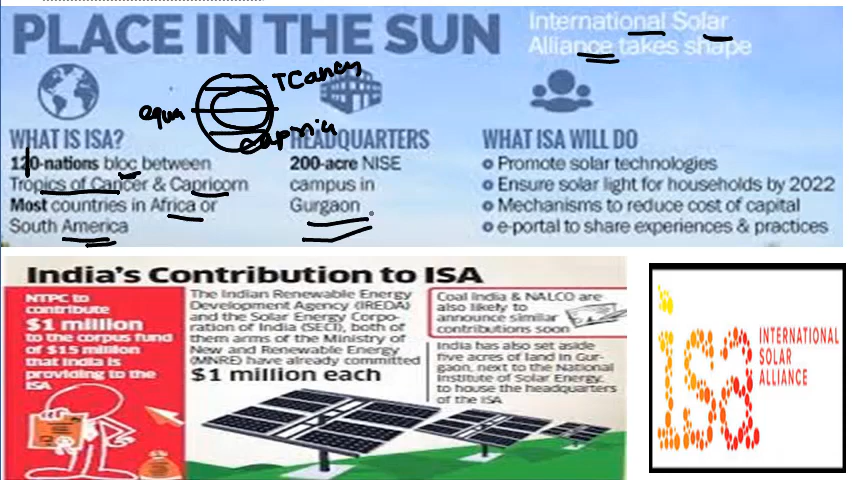 PLACE IN THE SUN
International Solar
Alliance takes shape
TCancer
equa
capric
WHAT IS ISA?
120-nations bloc between
Tropics of Cancer & Capricorn
Most countries in Africa or
South America
HEADQUARTERS
200-acre NISE
campus in
Gurgaon
WHAT ISA WILL DO
Promote solar technologies
Ensure solar light for households by 2022
Mechanisms to reduce cost of capital
e-portal to share experiences & practices
India's Contribution to ISA
NTPC to
contribute
$1 million
to the corpus fund
of $15 million
that India is
providing to the
ISA
The Indian Renewable Energy
Development Agency (IREDA)
and the Solar Energy Corpo-
ration of India (SECI), both of
them arms of the Ministry of
New and Renewable Energy
(MNRE) have already committed
$1 million each
Coal India & NALCO are
also likely to
announce similar
contributions soon
India has also set aside
five acres of land in Gur-
gaon, next to the National
Institute of Solar Energy,
to house the headquarters
of the ISA
isa
INTERNATIONAL
SOLAR
ALLIANCE